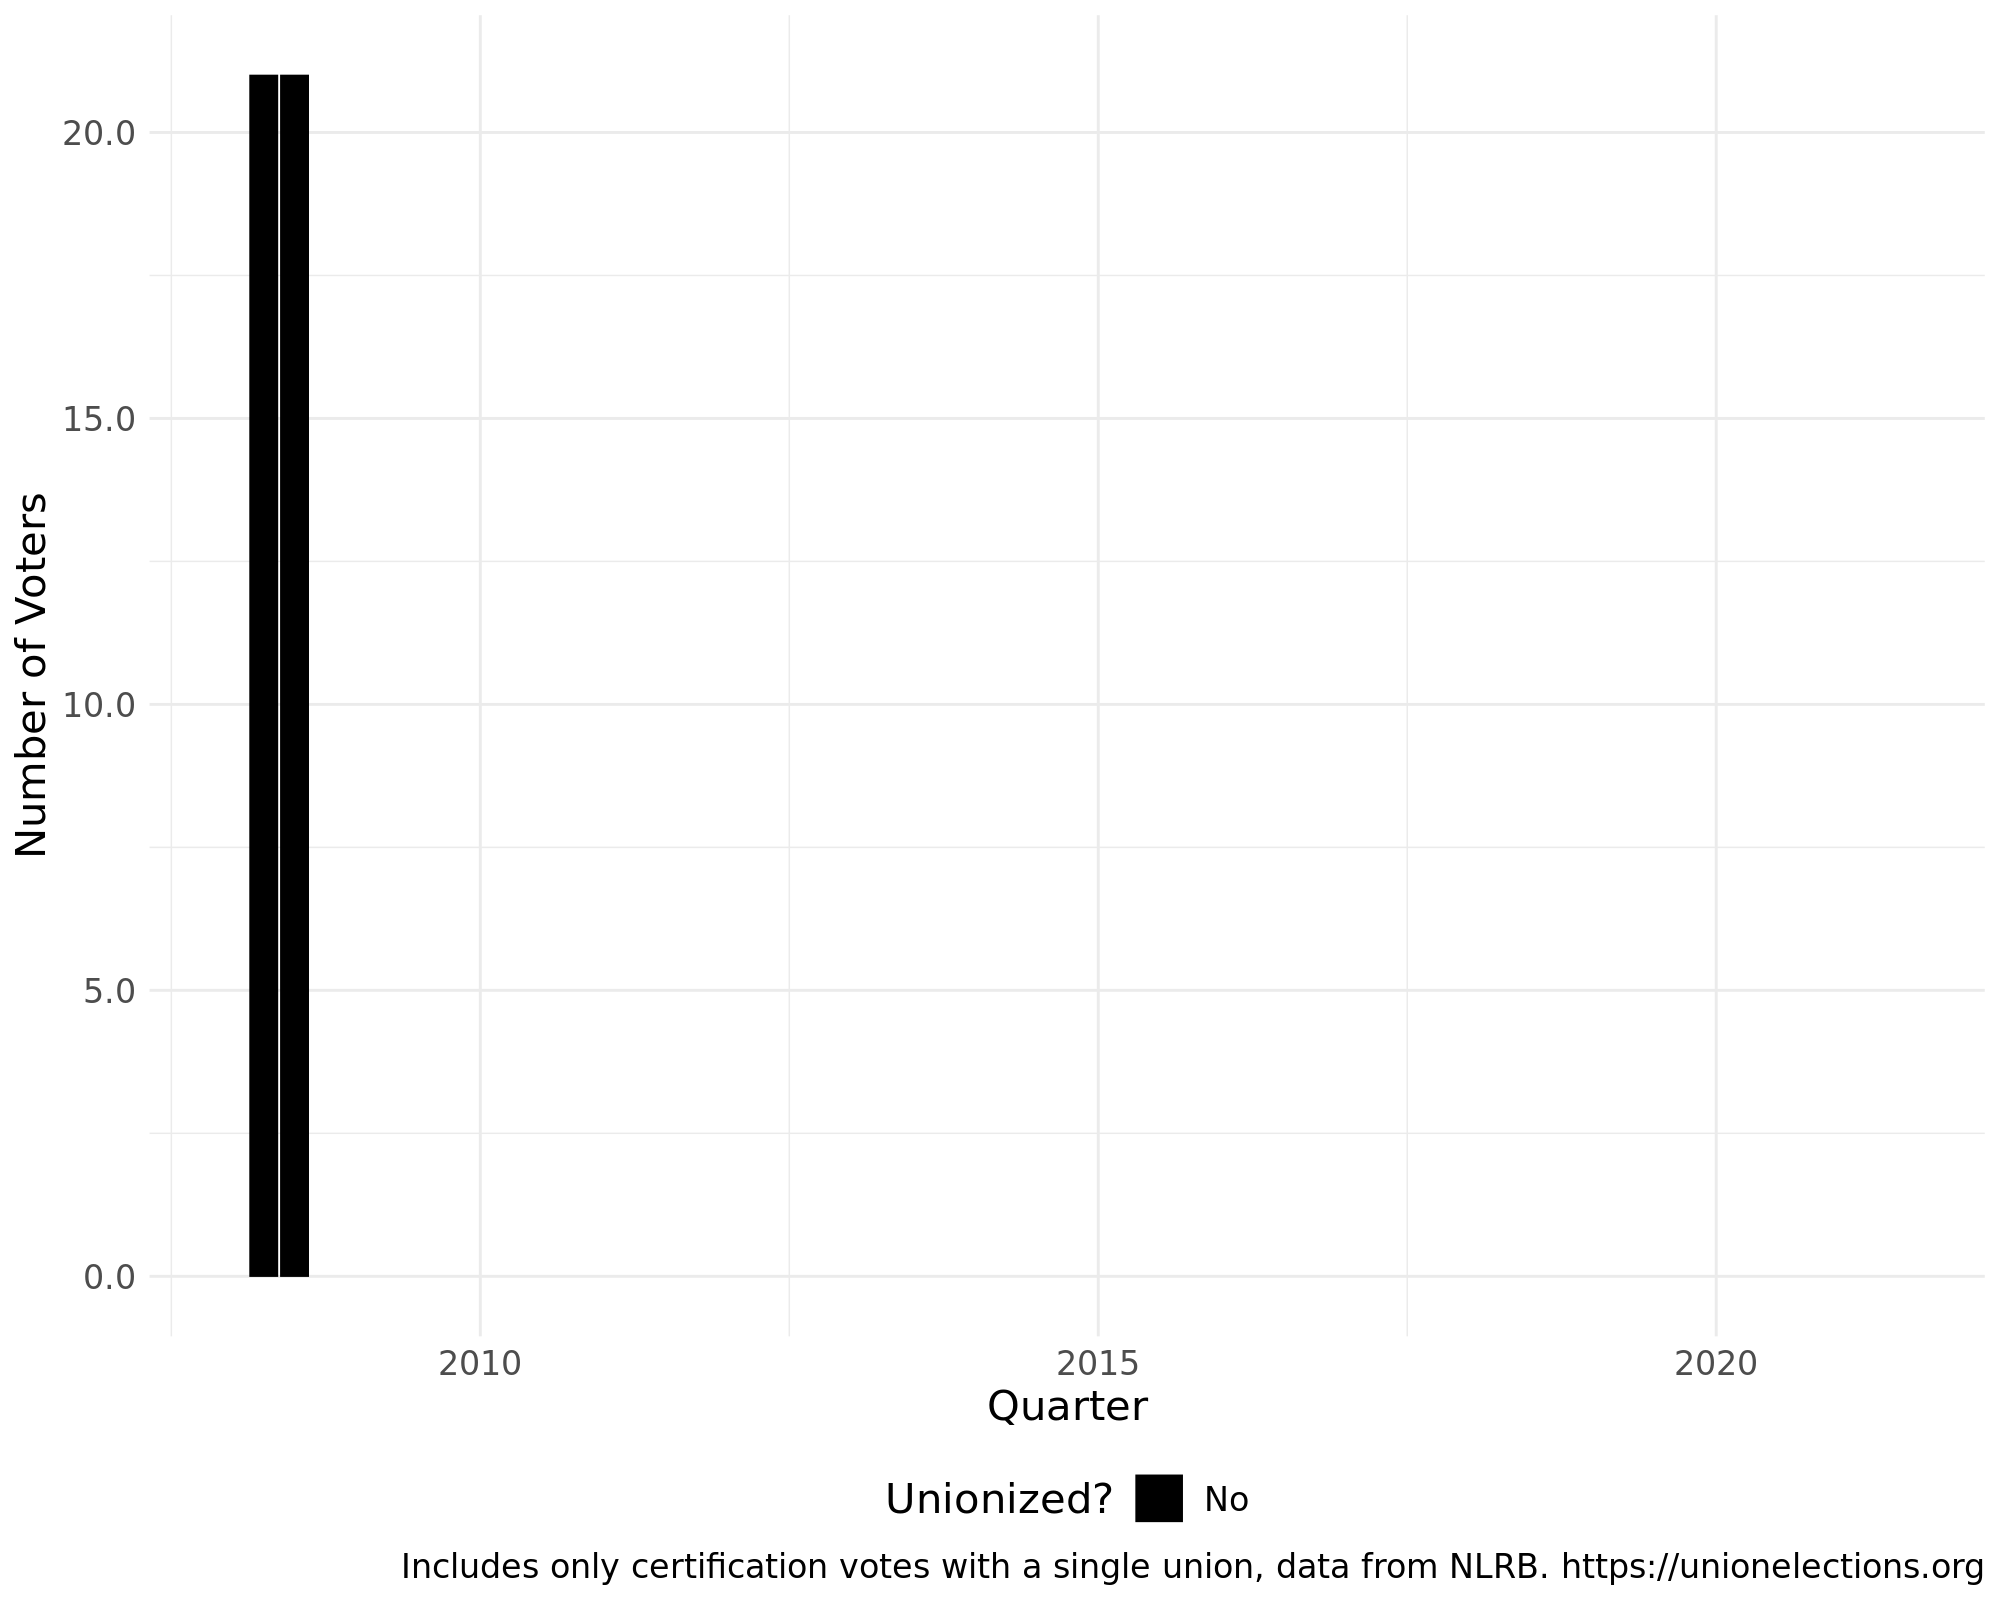 Number of Voters
20.0
15.0
10.0
5.0
0.0
2010
2015
2020
Quarter
Unionized?
No
Includes only certification votes with a single union, data from NLRB. https://unionelections.org